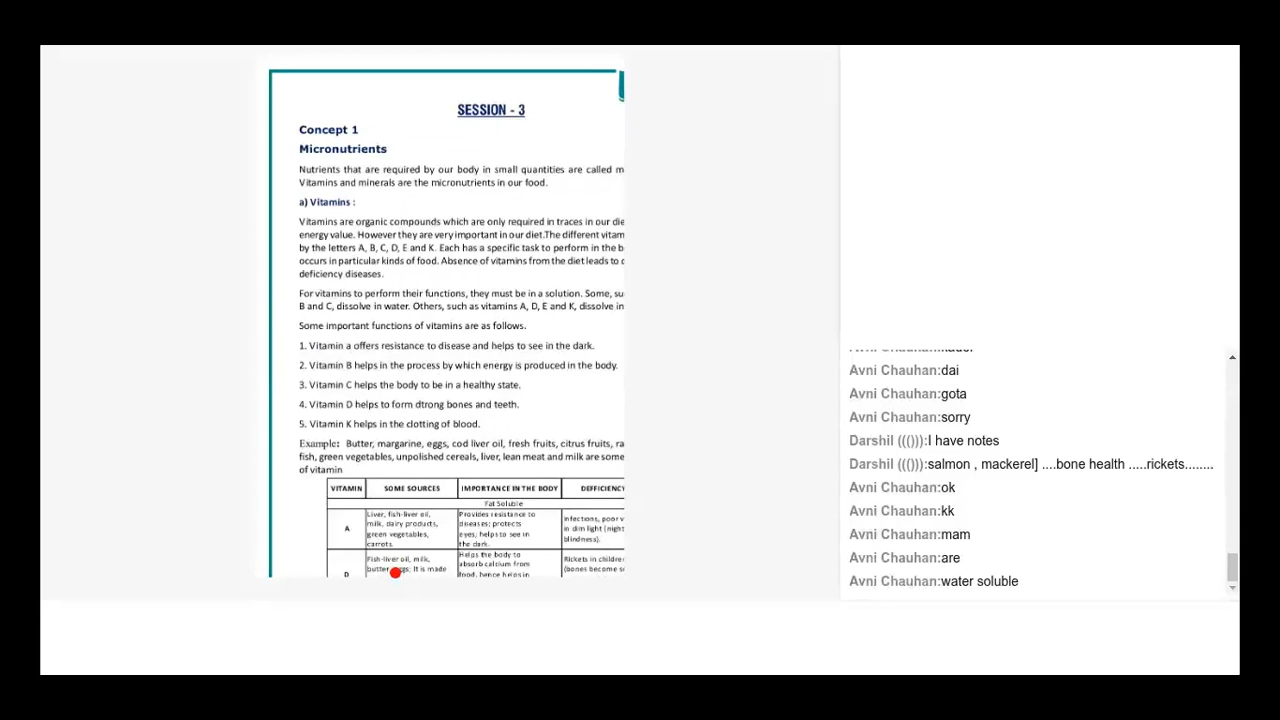 SESSION - 3
Concept 1
Micronutrients
Nutrients that are required by our body in small quantities are called
Vitamins and minerals are the micronutrients in our food.
a) Vitamins :
Vitamins are organic compounds which are only required in traces in our
energy value. However they are very important in our diet.The different
by the letters A, B, C, D, E and K. Each has a specific task to perform in the
occurs in particular kinds of food. Absence of vitamins from the diet leads to
deficiency diseases.
For vitamins to perform their functions, they must be in a solution. Some,
B and C, dissolve in water. Others, such as vitamins A, D, E and K, dissolve in
Some important functions of vitamins are as follows.
1. Vitamin a offers resistance to disease and helps to see in the dark.
2. Vitamin B helps in the process by which energy is produced in the body.
3. Vitamin C helps the body to be in a healthy state.
4. Vitamin D helps to form dtrong bones and teeth.
5. Vitamin K helps in the clotting of blood.
Example: Butter, margarine, eggs, cod liver oil, fresh fruits, citrus fruits,
fish, green vegetables, unpolished cereals, liver, lean meat and milk are some
of vitamin
VITAMIN SOME SOURCES IMPORTANCE IN THE BODY DEFICIENCY
Fat Soluble
A
Liver, fish-liver oil,
milk, dairy products,
green vegetables,
carrots.
Provides resistance to
diseases; protects
eyes; helps to see in
the dark.
Infections, poor
in dim light (night
blindness).
D
Fish-liver oil, milk,
butter, eggs; It is made
Helps the body to
absorb calcium from
food, hence helps in
Rickets in
(bones become
Avni Chauhan:dai
Avni Chauhan:gota
Avni Chauhan:sorry
Darshil ((())):I have notes
Darshil ((())):salmon , mackerel] ....bone health .....rickets........
Avni Chauhan:ok
Avni Chauhan:kk
Avni Chauhan:mam
Avni Chauhan:are
Avni Chauhan:water soluble